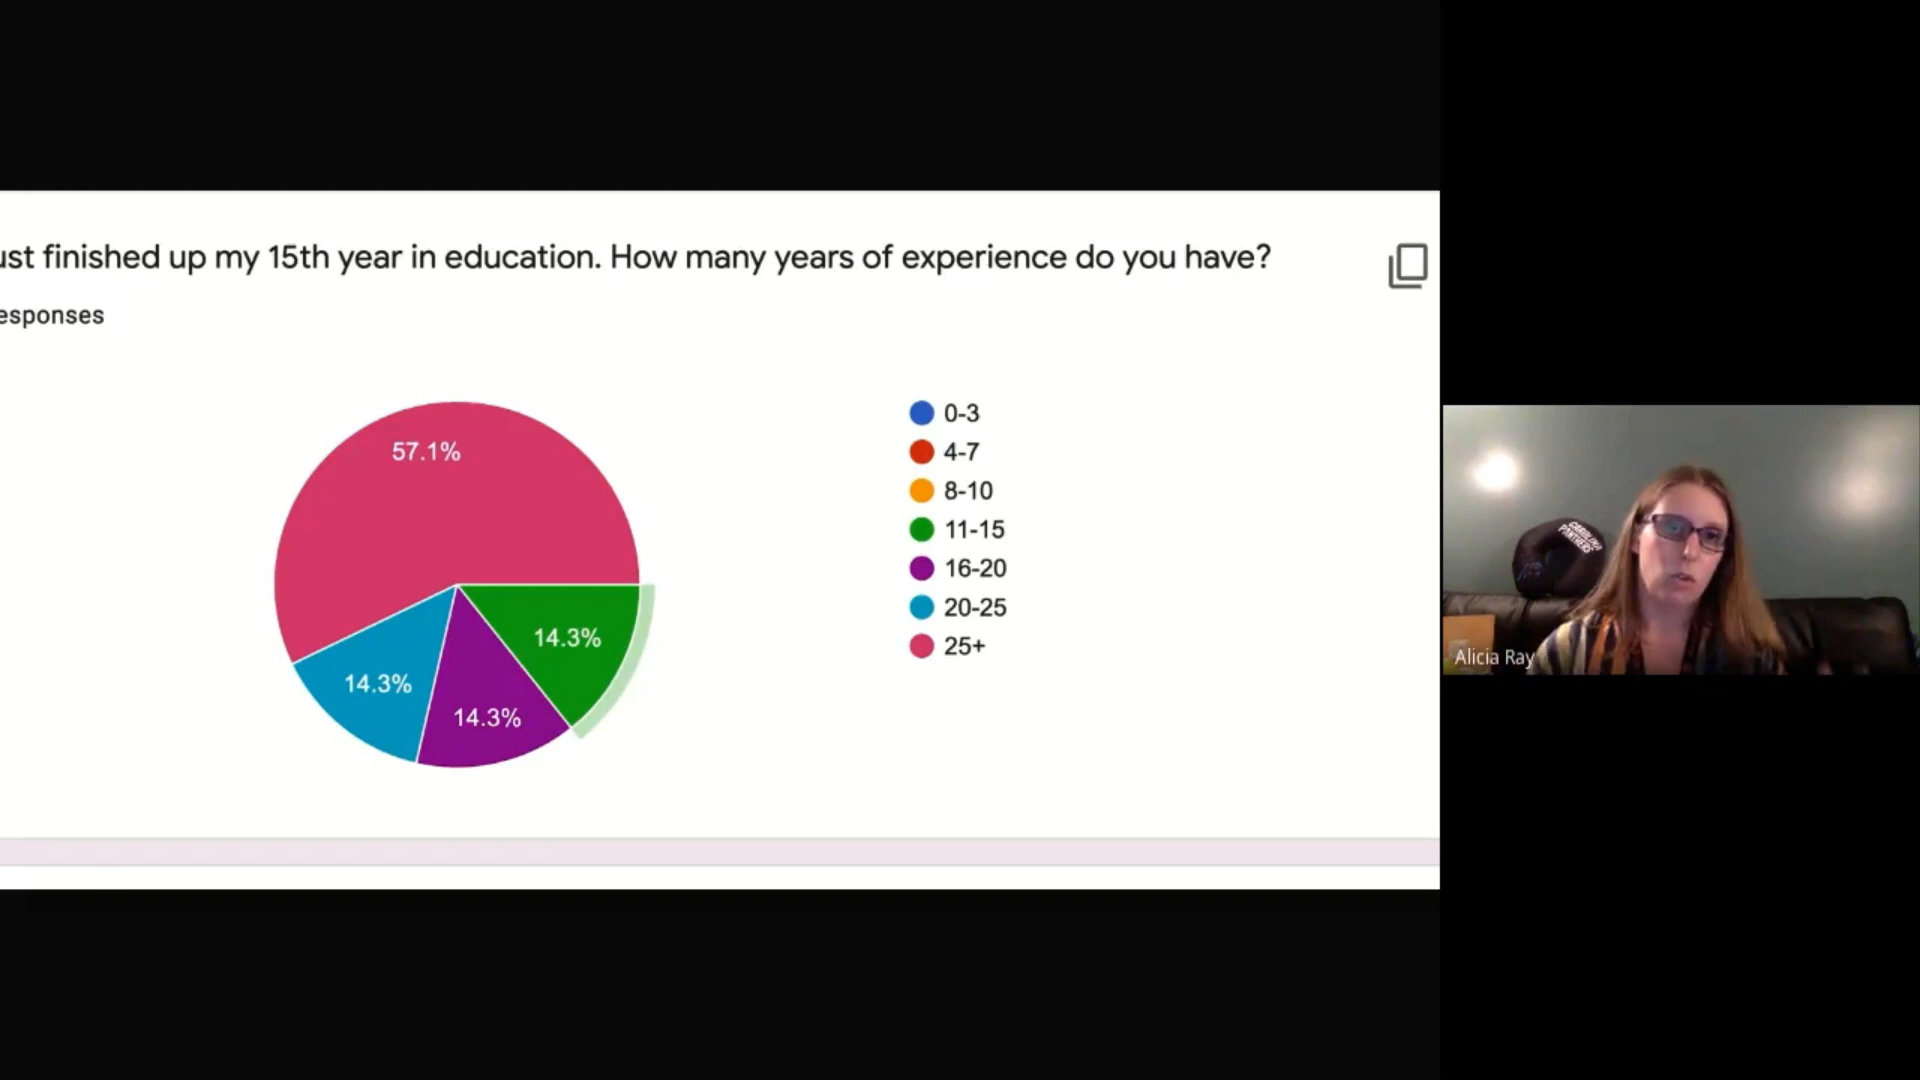 ust finished up my 15th year in education. How many years of experience do you have?
esponses
57.1%
14.3%
14.3%
14.3%
0-3
4-7
8-10
11-15
16-20
20-25
25+
CAROLINA
PANTHERS
Alicia Ray